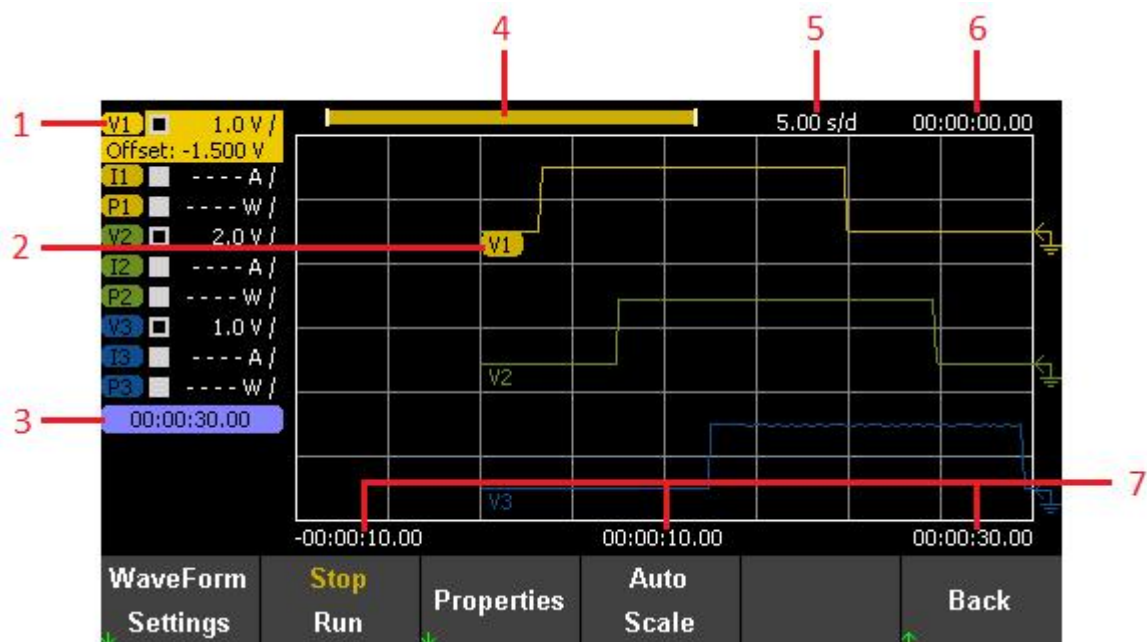 4 5 6
1 V1 1.0 V / 5.00 s/d 00:00:00.00
Offset: -1.500 V
I1 - - - - A /
P1 - - - - W /
V2 2.0 V /
2 V1
I2 - - - - A /
P2 - - - - W /
V3 1.0 V /
I3 - - - - A /
V2
P3 - - - - W /
3 00:00:30.00
7
V3
-00:00:10.00 00:00:10.00 00:00:30.00
WaveForm Stop Auto
Properties Back
Settings Run Scale